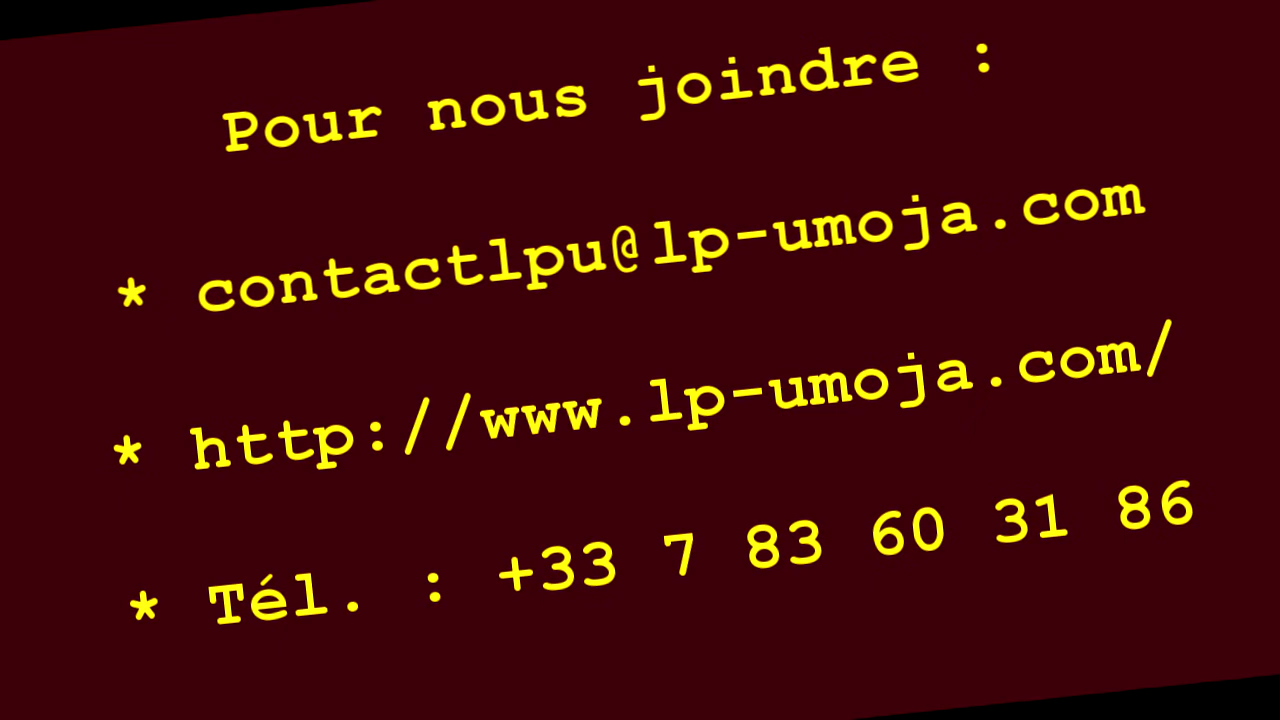 Pour nous joindre :
* contactlpu@lp-umoja.com
* http://www.lp-umoja.com/
* Tél. : +33 7 83 60 31 86